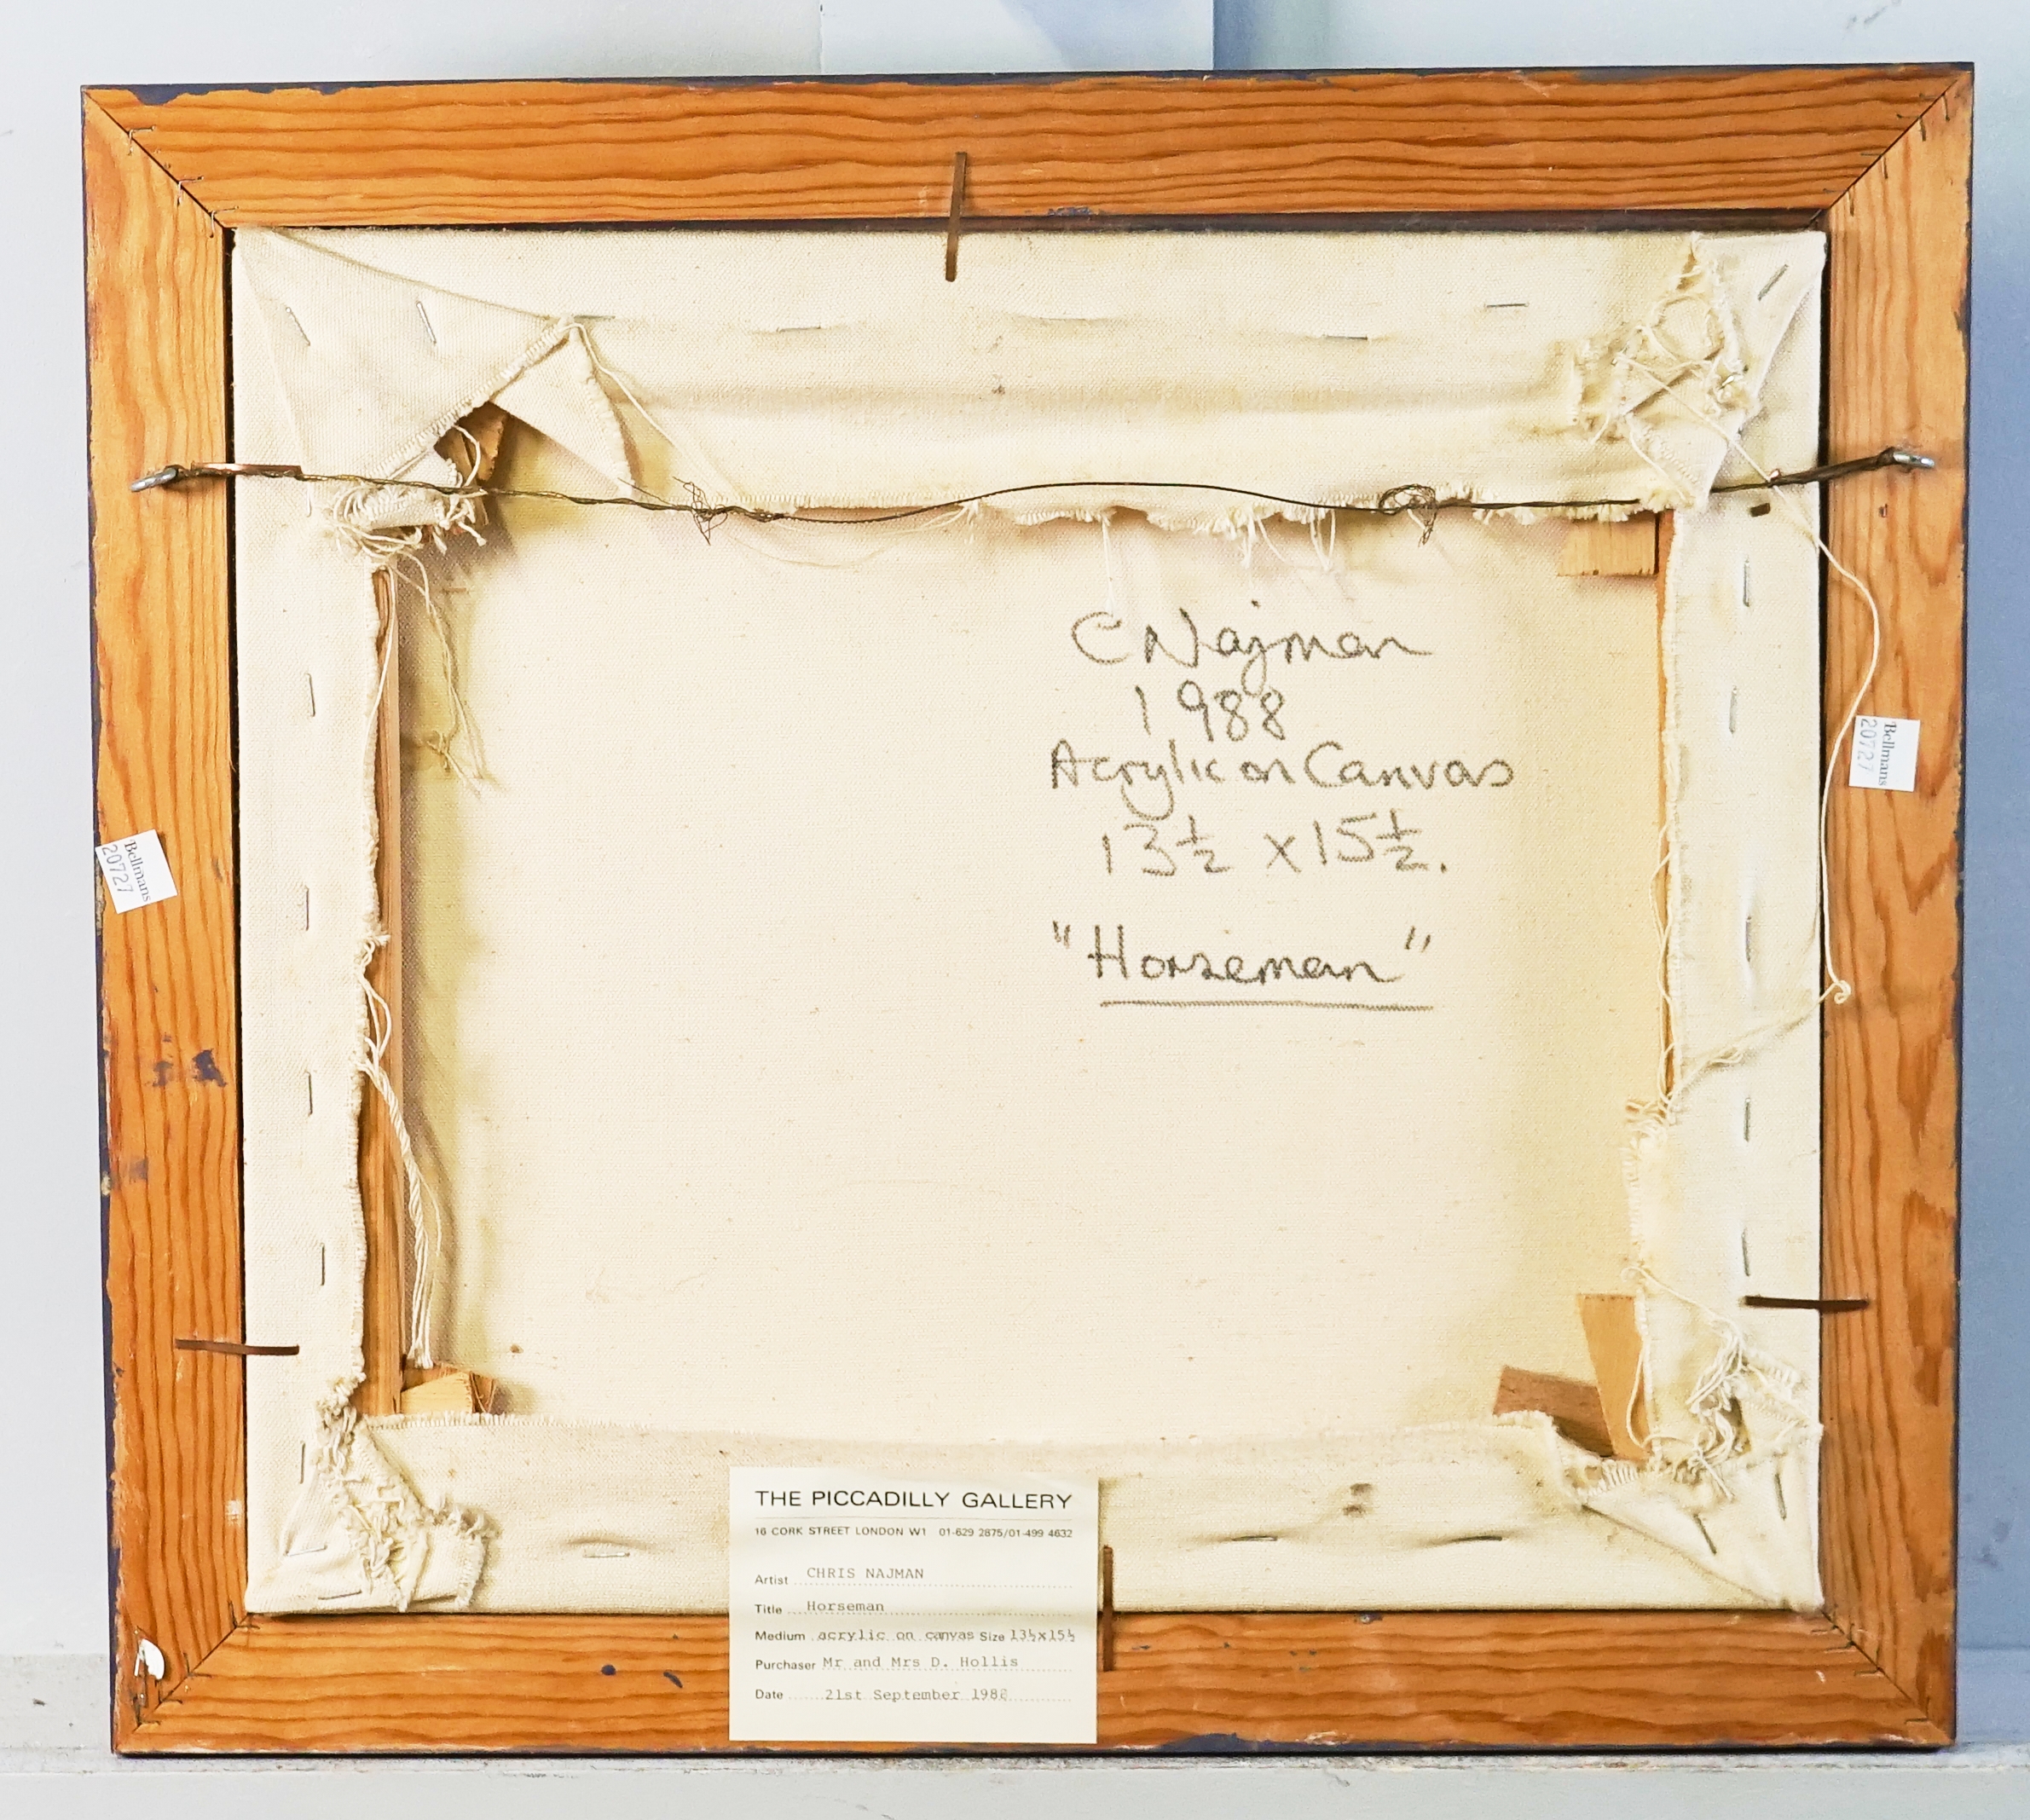 C Najman
1988
Acrylic on Canvas
13½ x 15½.
"Horseman"
Bellmans
20727
Bellmans
20727
THE PICCADILLY GALLERY
16 CORK STREET LONDON W1 01-629 2875/01-499 4632
Artist CHRIS NAJMAN
Title Horseman
Medium acrylic on canvas Size 13½x15½
Purchaser Mr and Mrs D. Hollis
Date 21st September 1988